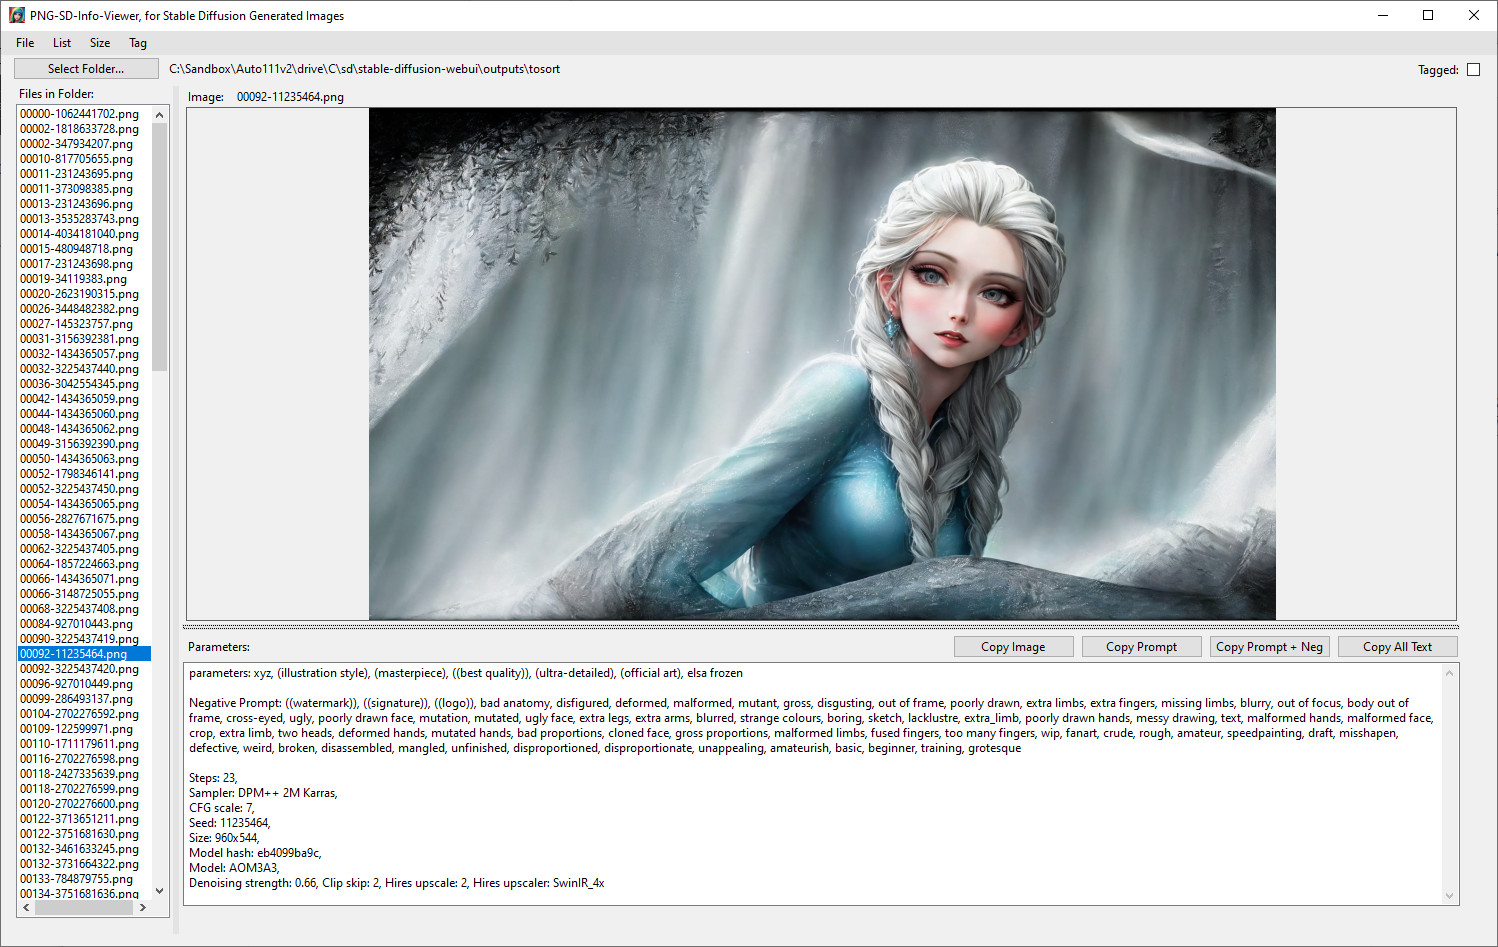 PNG-SD-Info-Viewer, for Stable Diffusion Generated Images
File List Size Tag
Select Folder... C:\Sandbox\Auto111v2\drive\C\sd\stable-diffusion-webui\outputs\tosort Tagged:
Files in Folder:
Image: 00092-11235464.png
00000-1062441702.png
00002-1818633728.png
00002-347934207.png
00010-817705655.png
00011-231243695.png
00011-373098385.png
00013-231243696.png
00013-3535283743.png
00014-4034181040.png
00015-480948718.png
00017-231243698.png
00019-34119383.png
00020-2623190315.png
00026-3448482382.png
00027-145323757.png
00031-3156392381.png
00032-1434365057.png
00032-3225437440.png
00036-3042554345.png
00042-1434365059.png
00044-1434365060.png
00048-1434365062.png
00049-3156392390.png
00050-1434365063.png
00052-1798346141.png
00052-3225437450.png
00054-1434365065.png
00056-2827671675.png
00058-1434365067.png
00062-3225437405.png
00064-1857224663.png
00066-1434365071.png
00066-3148725055.png
00068-3225437408.png
00084-927010443.png
00090-3225437419.png
00092-11235464.png
00092-3225437420.png
00096-927010449.png
00099-286493137.png
00104-2702276592.png
00109-122599971.png
00110-1711179611.png
00116-2702276598.png
00118-2427335639.png
00118-2702276599.png
00120-2702276600.png
00122-3713651211.png
00122-3751681630.png
00132-3461633245.png
00132-3731664322.png
00133-784879755.png
00134-3751681636.png
Parameters: Copy Image Copy Prompt Copy Prompt + Neg Copy All Text
parameters: xyz, (illustration style), (masterpiece), ((best quality)), (ultra-detailed), (official art), elsa frozen
Negative Prompt: ((watermark)), ((signature)), ((logo)), bad anatomy, disfigured, deformed, malformed, mutant, gross, disgusting, out of frame, poorly drawn, extra limbs, extra fingers, missing limbs, blurry, out of focus, body out of
frame, cross-eyed, ugly, poorly drawn face, mutation, mutated, ugly face, extra legs, extra arms, blurred, strange colours, boring, sketch, lacklustre, extra_limb, poorly drawn hands, messy drawing, text, malformed hands, malformed face,
crop, extra limb, two heads, deformed hands, mutated hands, bad proportions, cloned face, gross proportions, malformed limbs, fused fingers, too many fingers, wip, fanart, crude, rough, amateur, speedpainting, draft, misshapen,
defective, weird, broken, disassembled, mangled, unfinished, disproportioned, disproportionate, unappealing, amateurish, basic, beginner, training, grotesque
Steps: 23,
Sampler: DPM++ 2M Karras,
CFG scale: 7,
Seed: 11235464,
Size: 960x544,
Model hash: eb4099ba9c,
Model: AOM3A3,
Denoising strength: 0.66, Clip skip: 2, Hires upscale: 2, Hires upscaler: SwinIR_4x